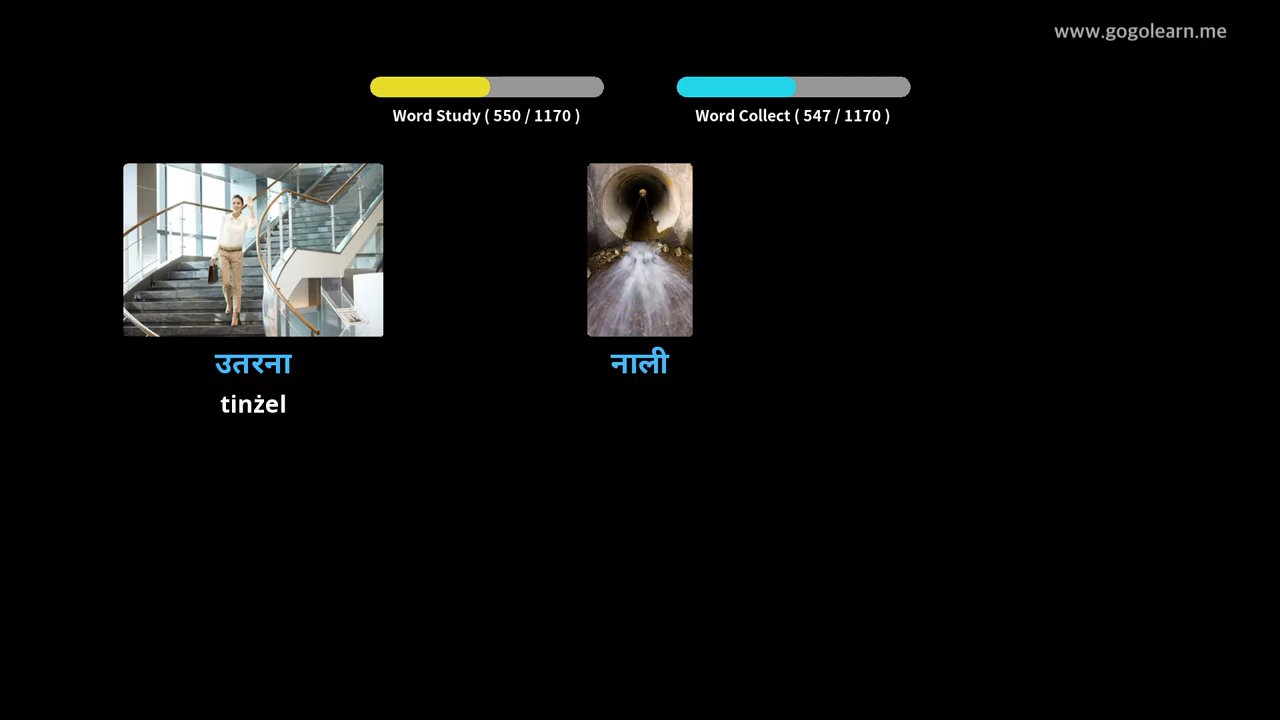 www.gogolearn.me
Word Study ( 550 / 1170 )
Word Collect ( 547 / 1170 )
उतरना
नाली
tinżel